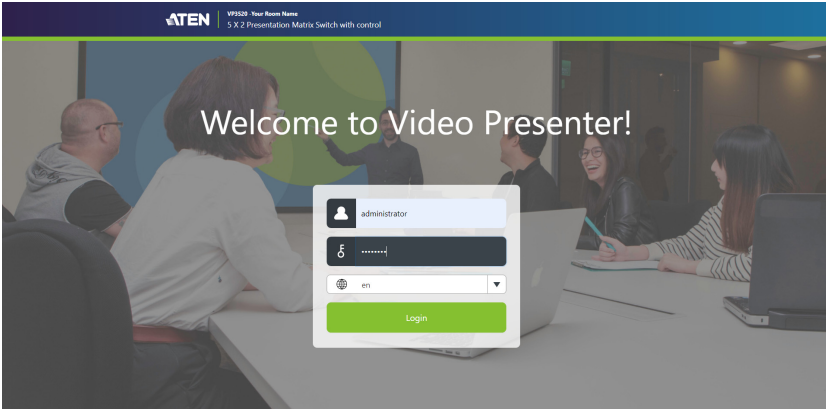 ATEN
VP3520 -Your Room Name
5 X 2 Presentation Matrix Switch with control
Welcome to Video Presenter!
administrator
••••••••
en
Login